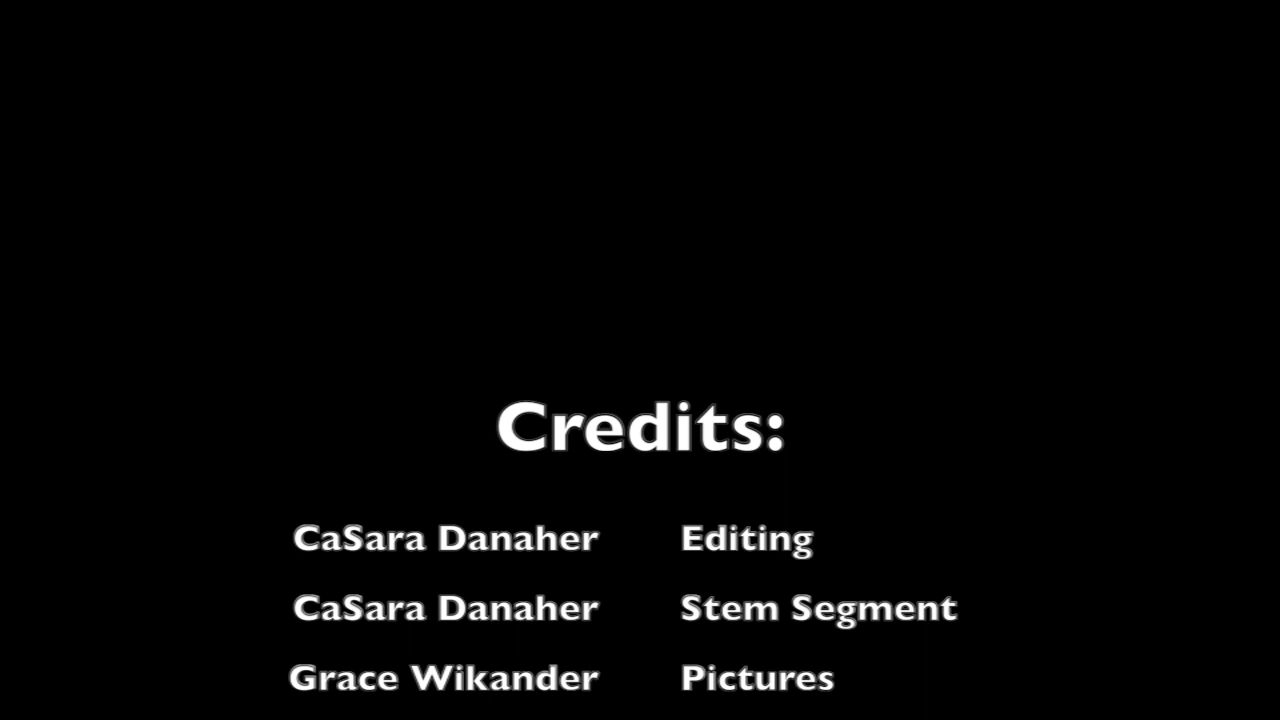 Credits:
CaSara Danaher Editing
CaSara Danaher Stem Segment
Grace Wikander Pictures